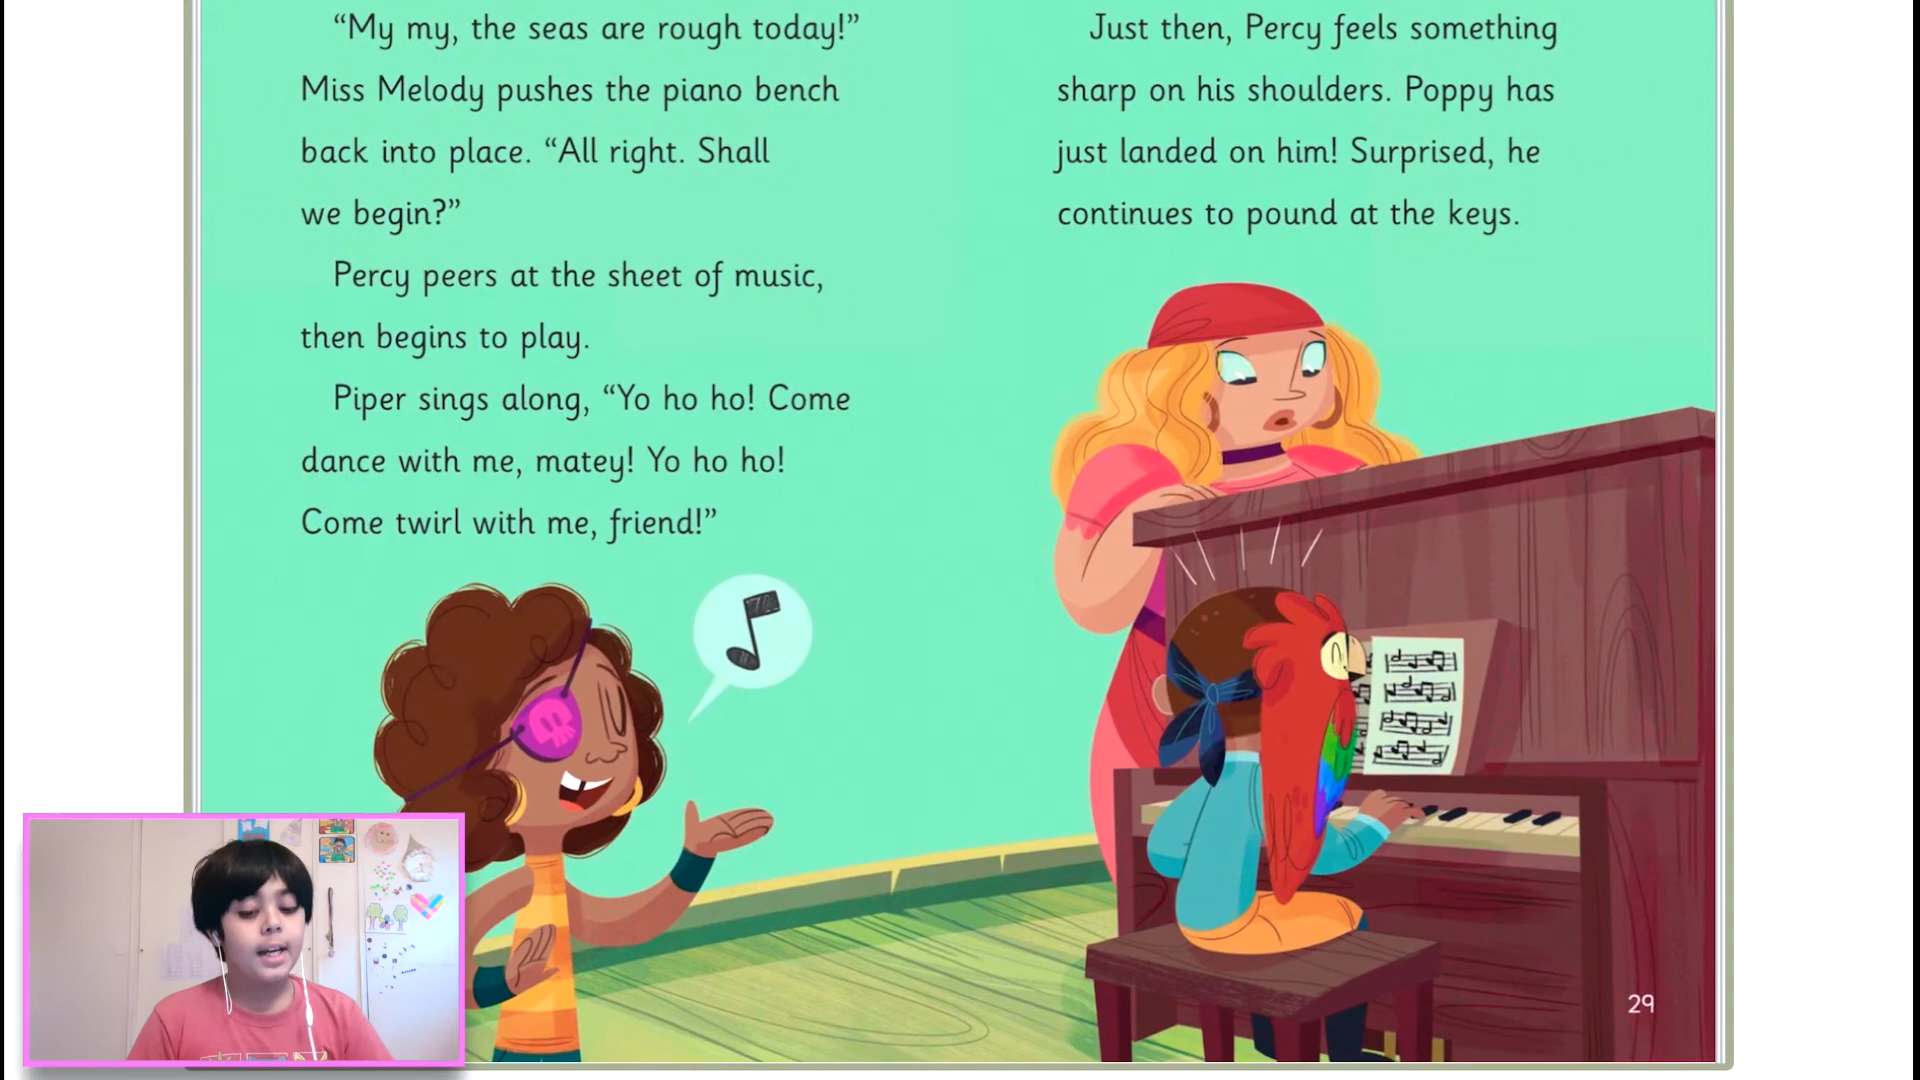 “My my, the seas are rough today!”
Miss Melody pushes the piano bench
back into place. “All right. Shall
we begin?”
Percy peers at the sheet of music,
then begins to play.
Piper sings along, “Yo ho ho! Come
dance with me, matey! Yo ho ho!
Come twirl with me, friend!”
Just then, Percy feels something
sharp on his shoulders. Poppy has
just landed on him! Surprised, he
continues to pound at the keys.
29